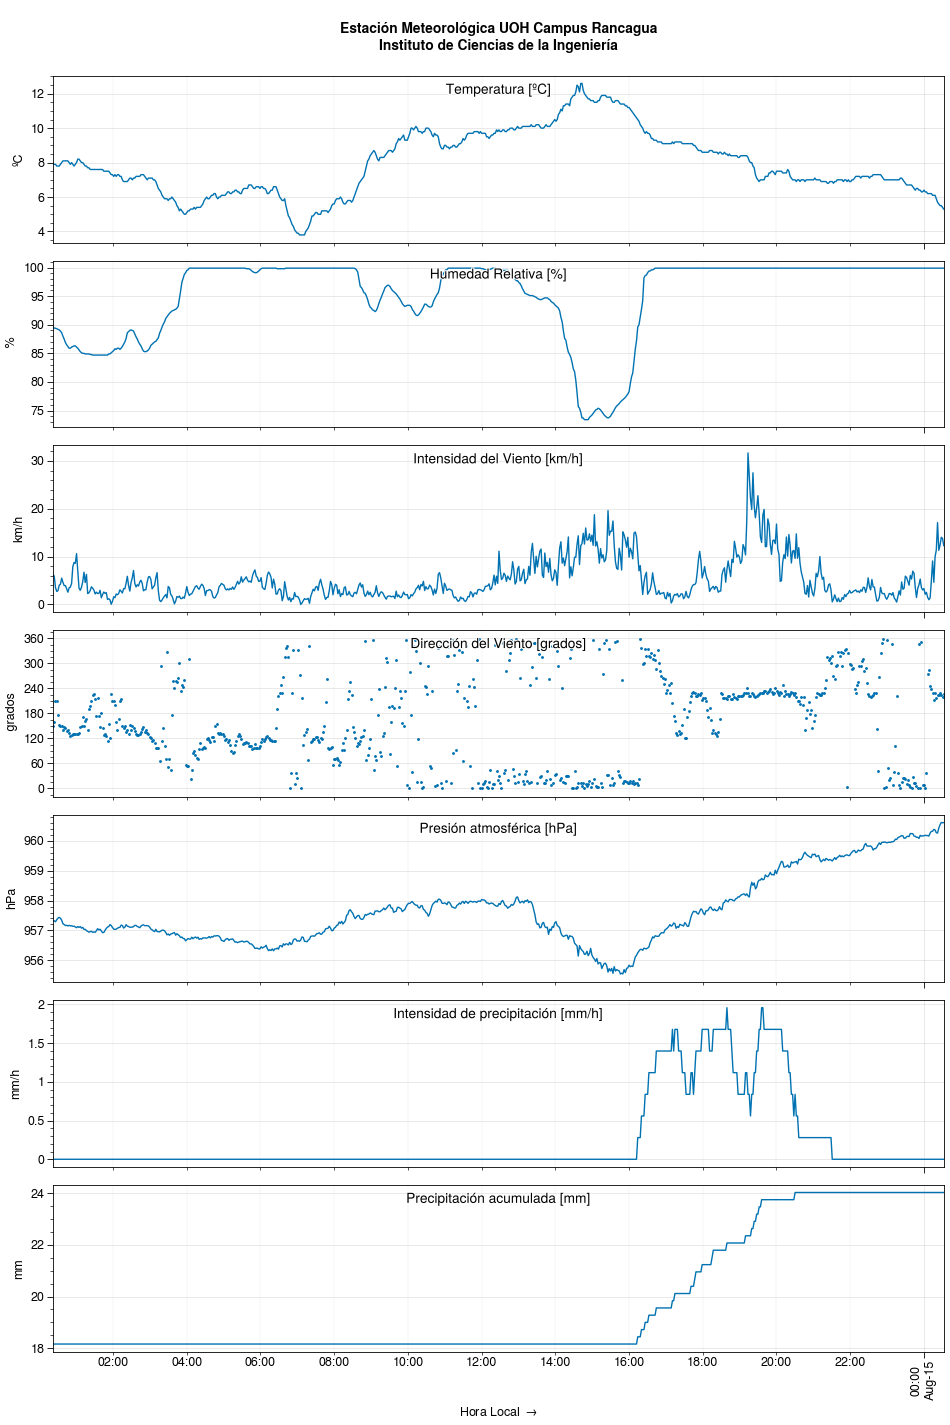 Estación Meteorológica UOH Campus Rancagua
Instituto de Ciencias de la Ingeniería
Temperatura [ºC]
ºC
12
10
8
6
4
Humedad Relativa [%]
%
100
95
90
85
80
75
Intensidad del Viento [km/h]
km/h
30
20
10
0
Dirección del Viento[grados]
grados
360
300
240
180
120
60
0
Presión atmosférica [hPa]
hPa
960
959
958
957
956
Intensidad de precipitación [mm/h]
mm/h
2
1.5
1
0.5
0
Precipitación acumulada [mm]
mm
24
22
20
18
02:00 04:00 06:00 08:00 10:00 12:00 14:00 16:00 18:00 20:00 22:00 00:00
Aug-15
Hora Local →